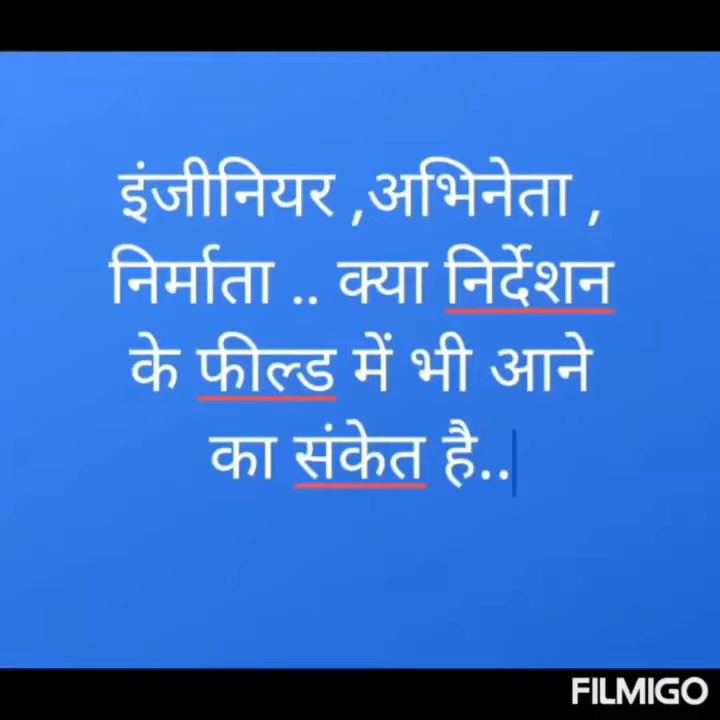 इंजीनियर ,अभिनेता ,
निर्माता .. क्या निर्देशन
के फील्ड में भी आने
का संकेत है..
FILMIGO